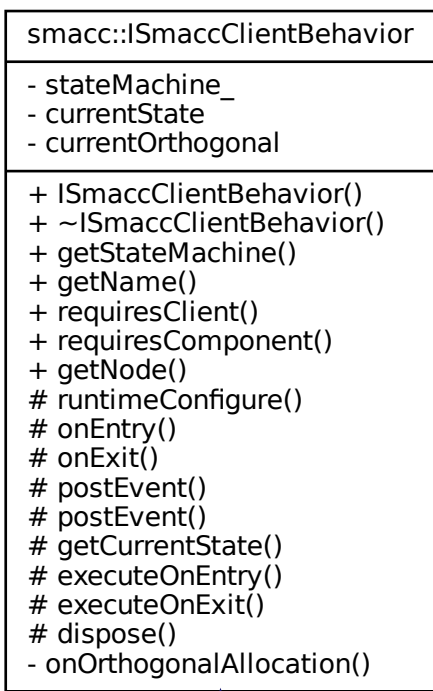 smacc::ISmaccClientBehavior
- stateMachine_
- currentState
- currentOrthogonal
+ ISmaccClientBehavior()
+ ~ISmaccClientBehavior()
+ getStateMachine()
+ getName()
+ requiresClient()
+ requiresComponent()
+ getNode()
# runtimeConfigure()
# onEntry()
# onExit()
# postEvent()
# postEvent()
# getCurrentState()
# executeOnEntry()
# executeOnExit()
# dispose()
- onOrthogonalAllocation()